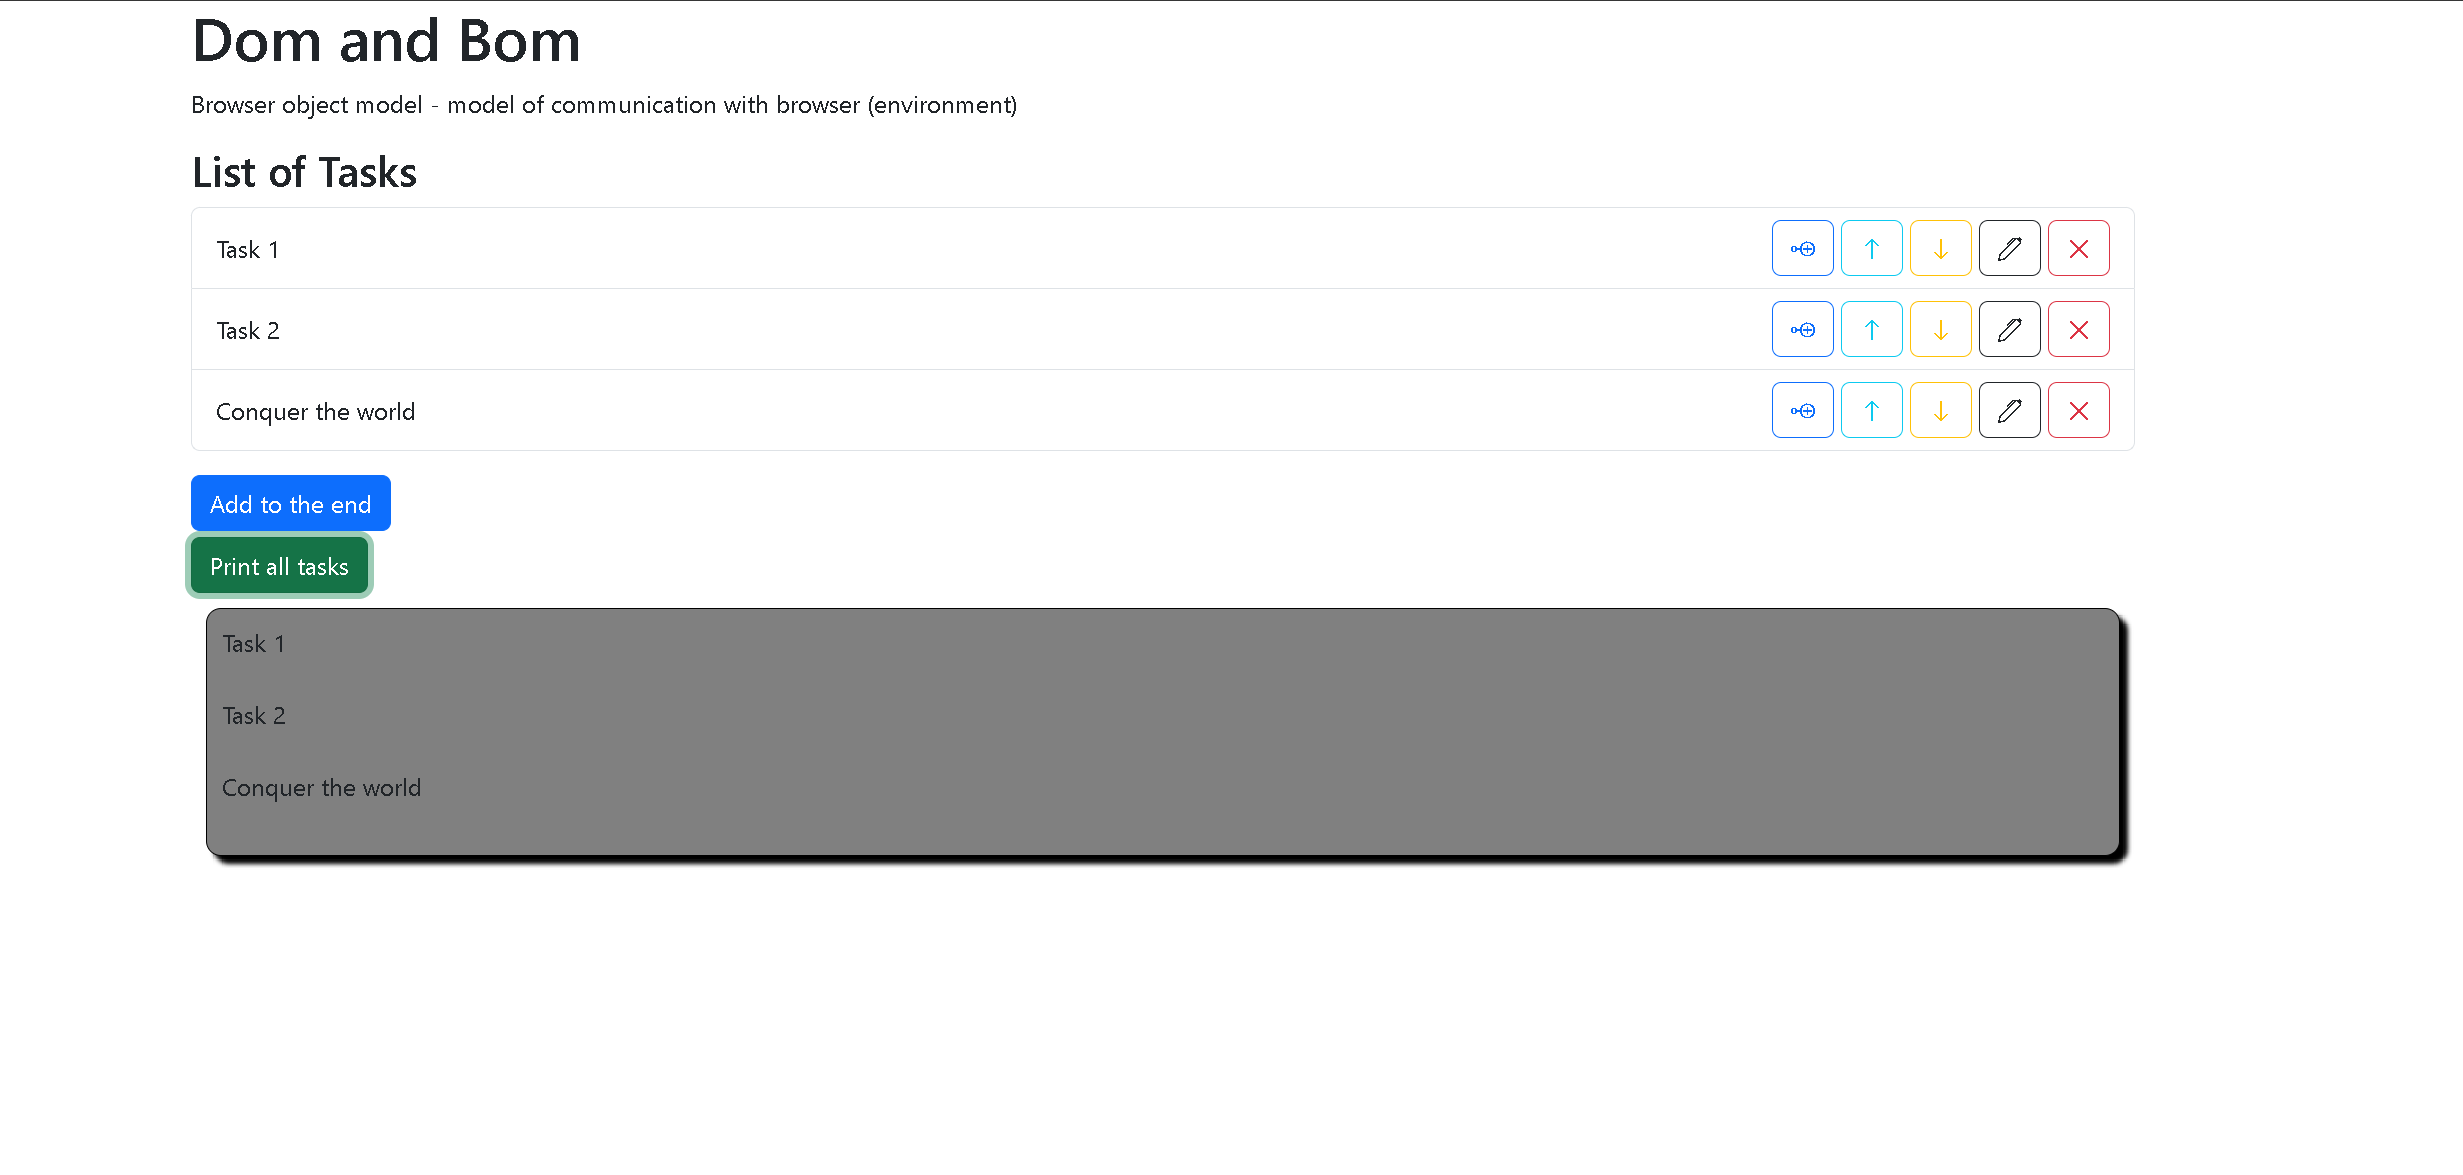 Dom and Bom
Browser object model - model of communication with browser (environment)
List of Tasks
Task 1
Task 2
Conquer the world
Add to the end
Print all tasks
Task 1
Task 2
Conquer the world